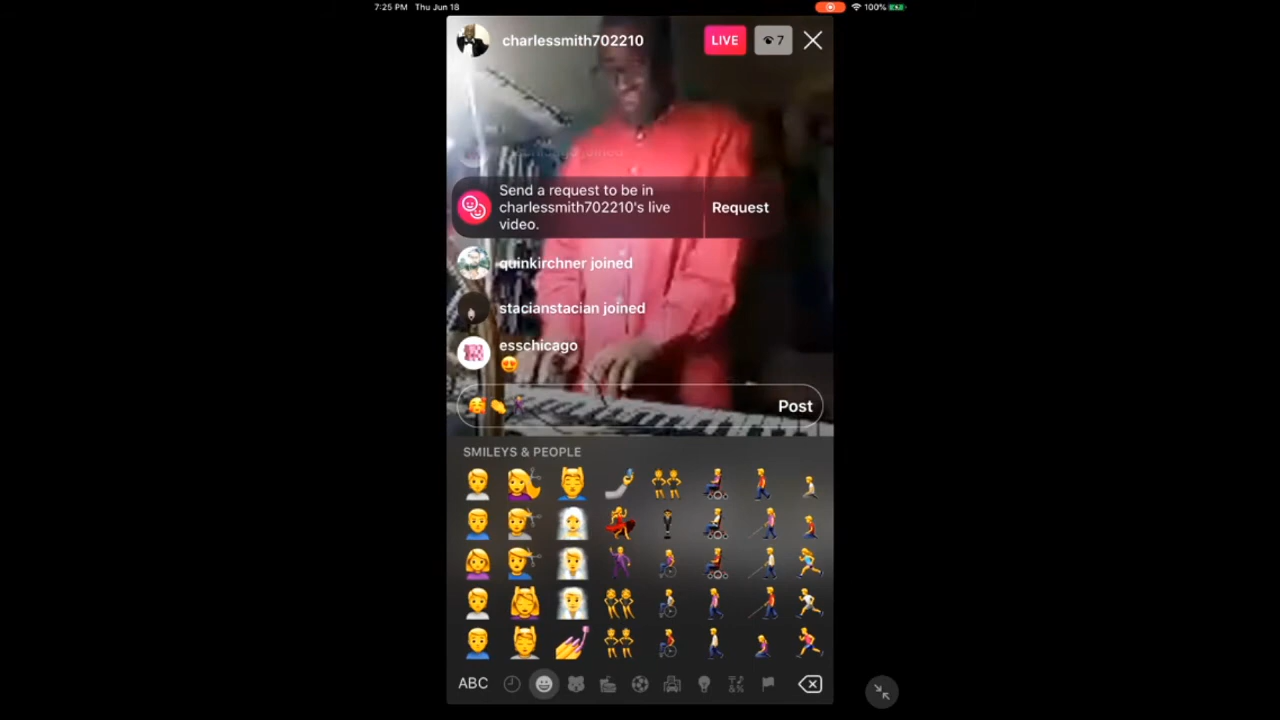 7:25 PM Thu Jun 18
100%
charlessmith702210
LIVE
7
joined
Send a request to be in
charlessmith702210's live
video.
Request
quinkirchner joined
stacianstacian joined
esschicago
😍
🥰👏
Post
SMILEYS & PEOPLE
ABC